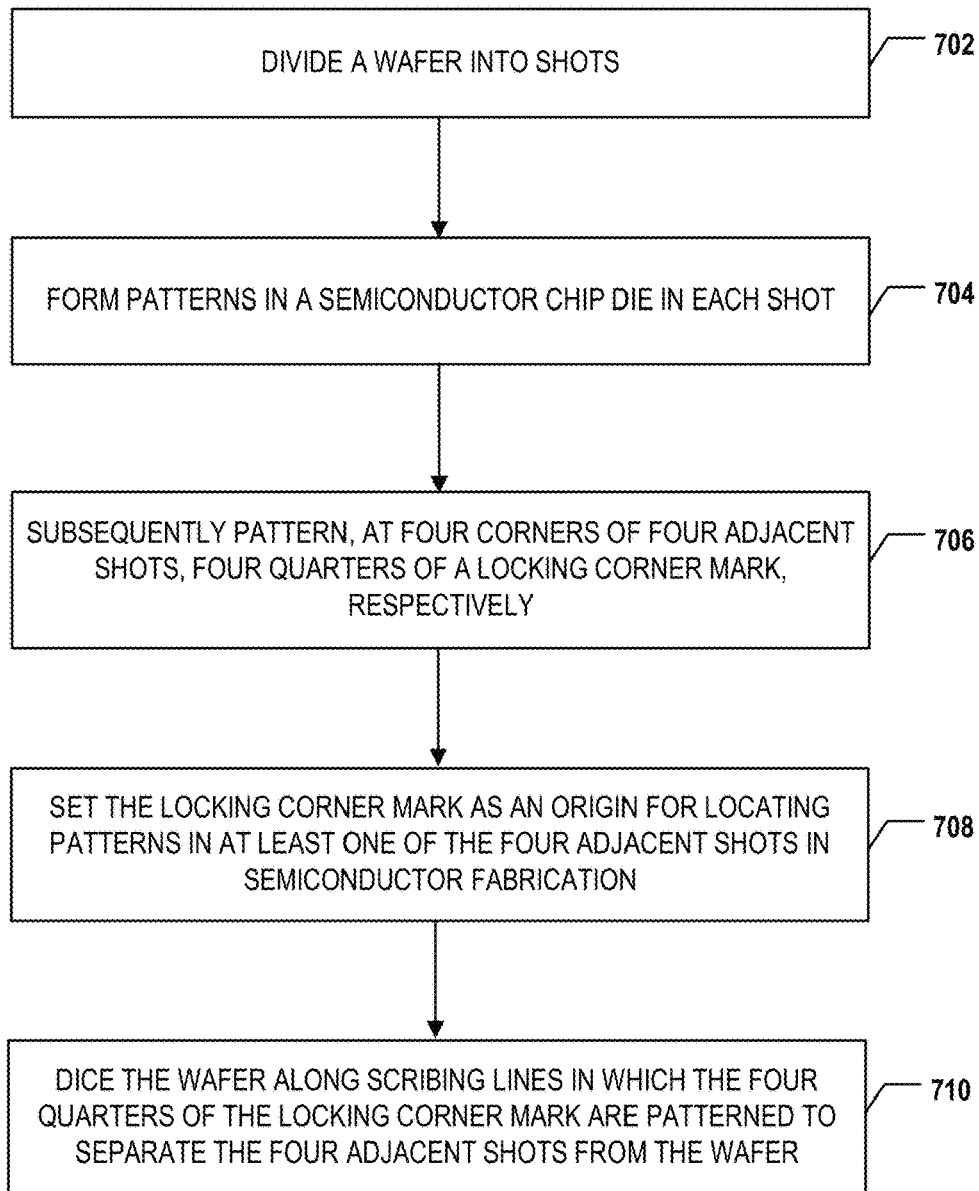 DIVIDE A WAFER INTO SHOTS
702
FORM PATTERNS IN A SEMICONDUCTOR CHIP DIE IN EACH SHOT
704
SUBSEQUENTLY PATTERN, AT FOUR CORNERS OF FOUR ADJACENT
SHOTS, FOUR QUARTERS OF A LOCKING CORNER MARK,
RESPECTIVELY
706
SET THE LOCKING CORNER MARK AS AN ORIGIN FOR LOCATING
PATTERNS IN AT LEAST ONE OF THE FOUR ADJACENT SHOTS IN
SEMICONDUCTOR FABRICATION
708
DICE THE WAFER ALONG SCRIBING LINES IN WHICH THE FOUR
QUARTERS OF THE LOCKING CORNER MARK ARE PATTERNED TO
SEPARATE THE FOUR ADJACENT SHOTS FROM THE WAFER
710